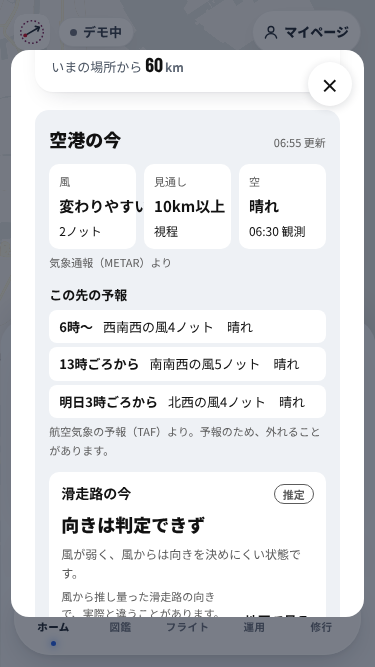 デモ中
マイページ
いまの場所から 60 km
空港の今
06:55 更新
風
変わりやすい
2ノット
見通し
10km以上
視程
空
晴れ
06:30 観測
気象通報（METAR）より
この先の予報
6時〜 西南西の風4ノット 晴れ
13時ごろから 南南西の風5ノット 晴れ
明日3時ごろから 北西の風4ノット 晴れ
航空気象の予報（TAF）より。予報のため、外れること
があります。
滑走路の今
推定
向きは判定できず
風が弱く、風からは向きを決めにくい状態で
す。
風から推し量った滑走路の向き
で、実際と違うことがあります。
ホーム
図鑑
フライト
運用
修行